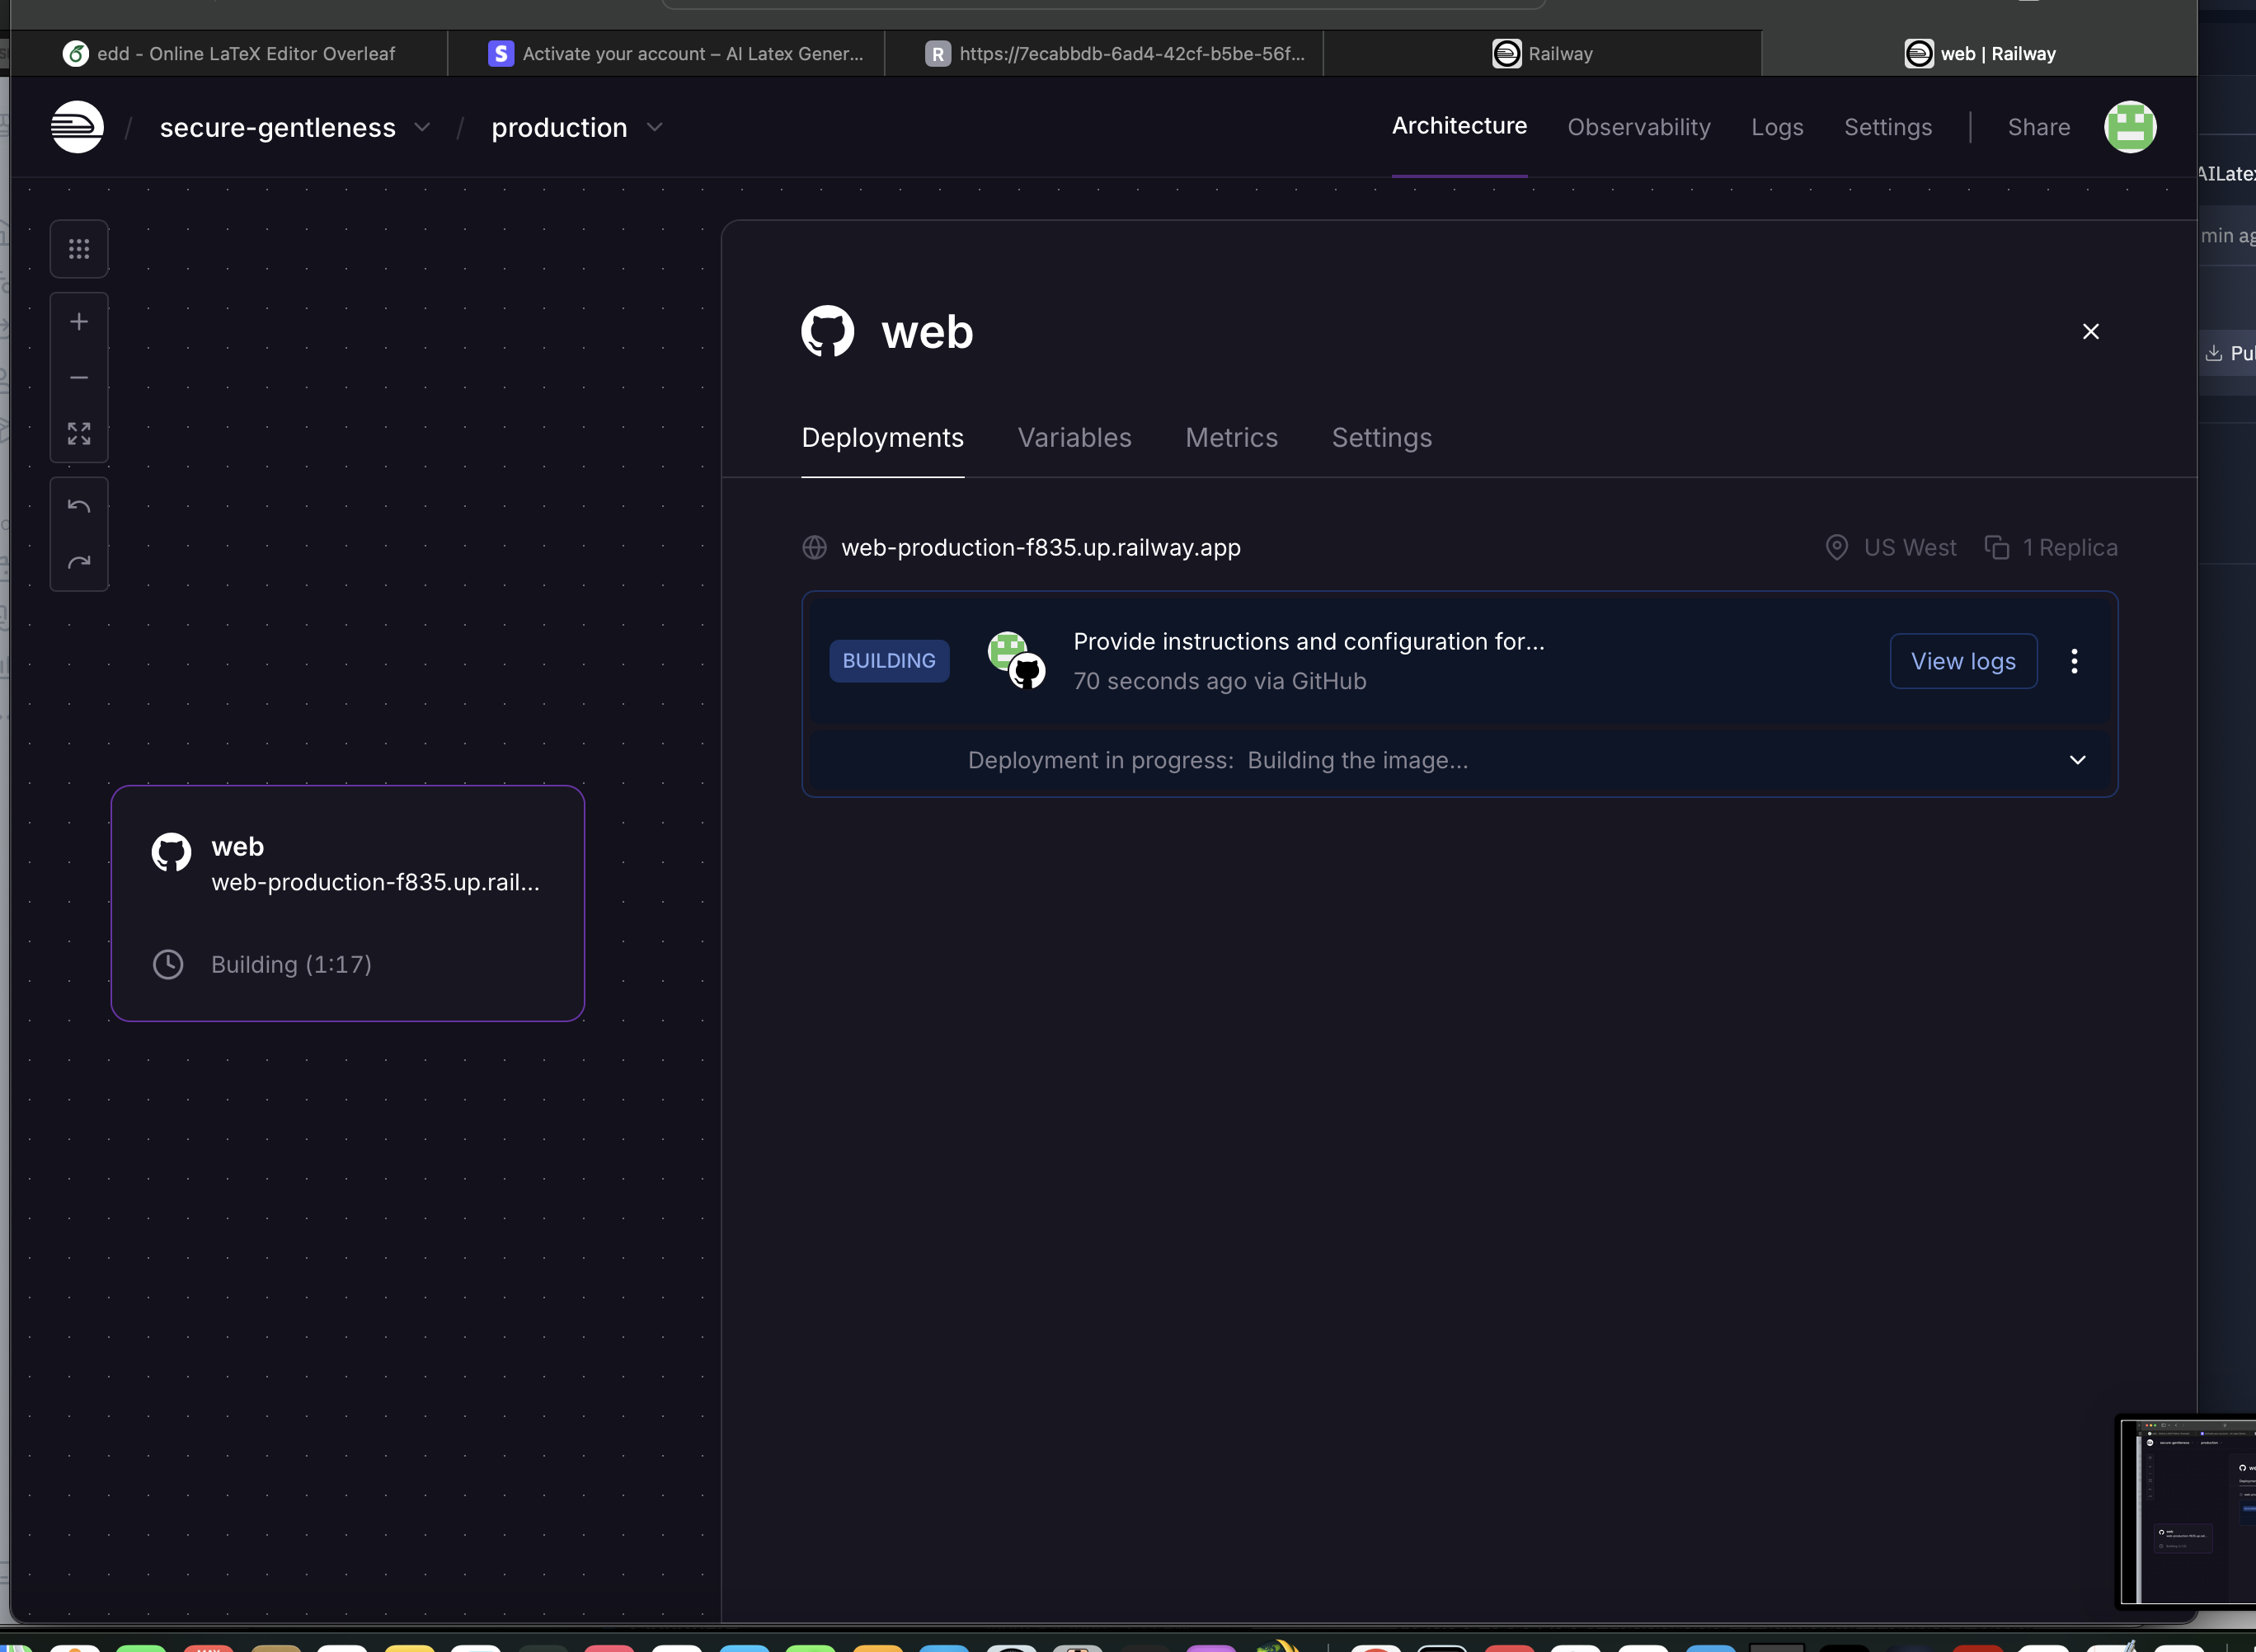 edd - Online LaTeX Editor Overleaf
S
Activate your account – AI Latex Gener...
R
https://7ecabbdb-6ad4-42cf-b5be-56f...
Railway
web | Railway
/ secure-gentleness / production
Architecture
Observability
Logs
Settings
Share
AILatex
min ag
Pul
web
Deployments
Variables
Metrics
Settings
web-production-f835.up.railway.app
US West
1 Replica
BUILDING
Provide instructions and configuration for...
70 seconds ago via GitHub
View logs
Deployment in progress: Building the image...
web
web-production-f835.up.rail...
Building (1:17)